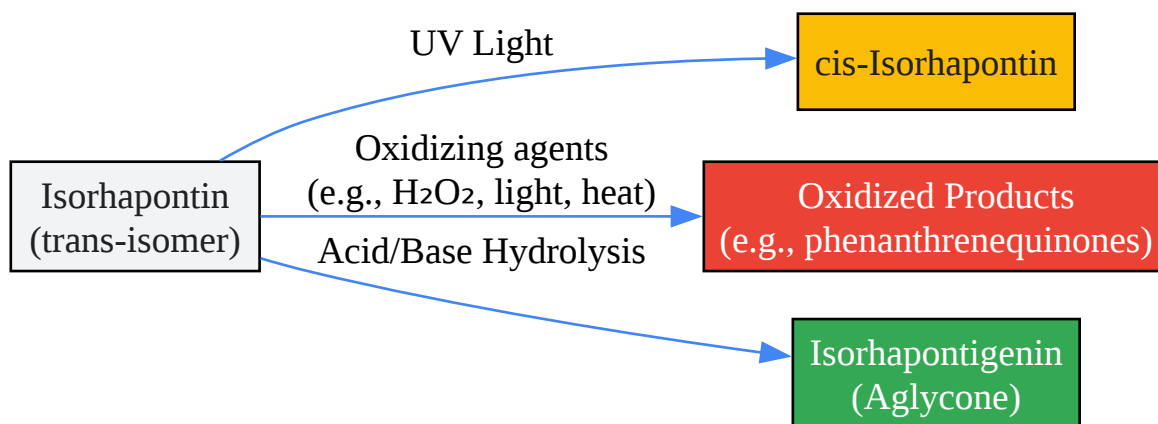 UV Light
cis-Isorhapontin
Isorhapontin
(trans-isomer)
Oxidizing agents
(e.g., H₂O₂, light, heat)
Oxidized Products
(e.g., phenanthrenequinones)
Acid/Base Hydrolysis
Isorhapontigenin
(Aglycone)